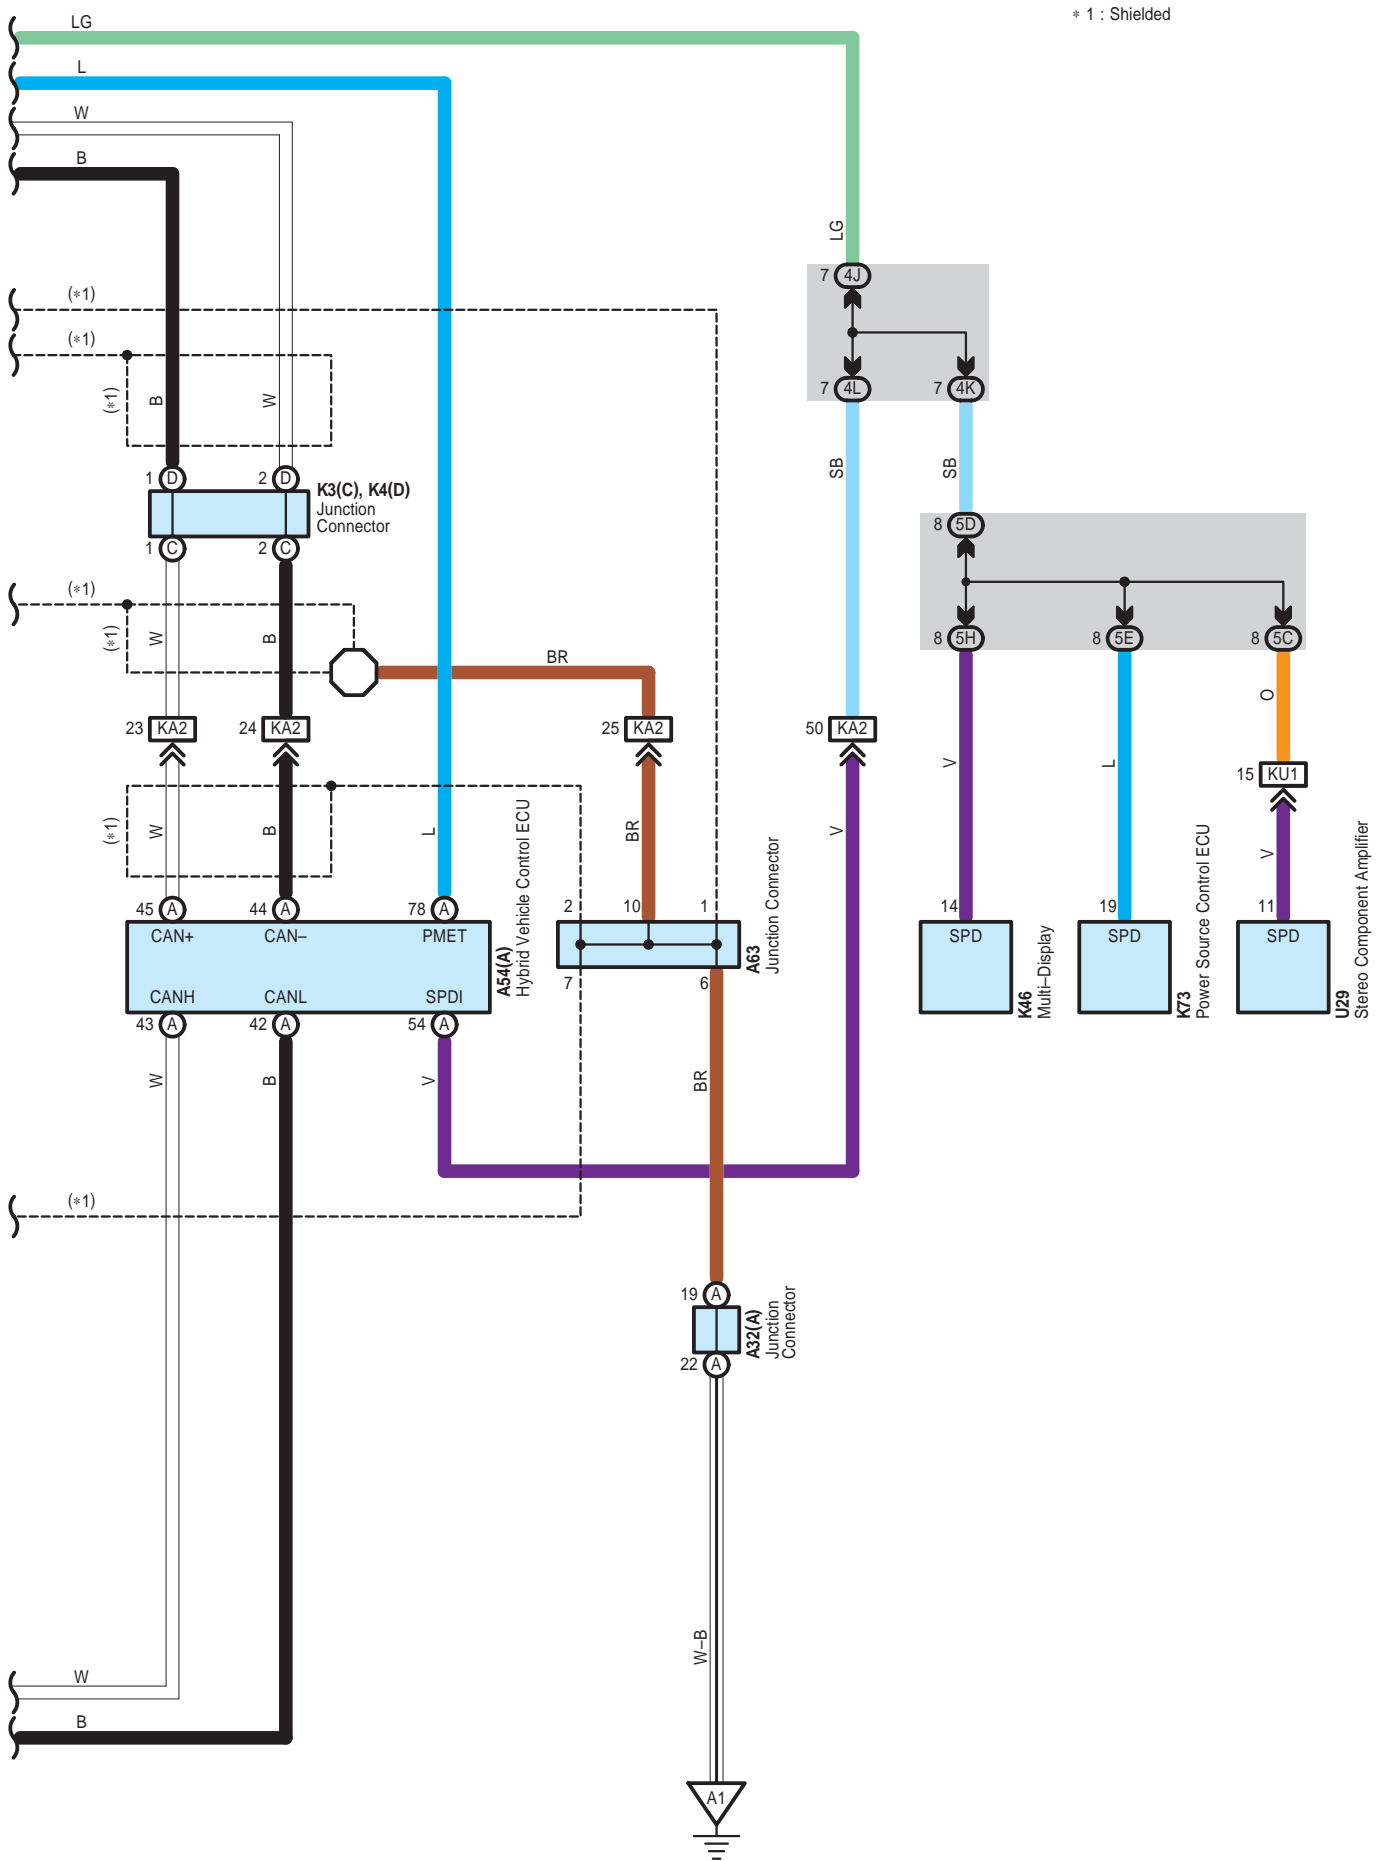 * 1 : Shielded
LG
L
W
B
LG
7 4J
(*1)
(*1)
(*1)
B
W
7 4L
7 4K
SB
SB
1 D
2 D
K3(C), K4(D)
Junction
Connector
1 C
2 C
8 5D
(*1)
(*1)
W
B
BR
8 5H
8 5E
8 5C
O
23 KA2
24 KA2
25 KA2
50 KA2
V
L
15 KU1
(*1)
W
B
L
BR
V
V
45 A
44 A
78 A
CAN+
CAN–
PMET
CANH
CANL
SPDI
43 A
42 A
54 A
A54(A)
Hybrid Vehicle Control ECU
2
10
1
7
6
A63
Junction Connector
14
SPD
K46
Multi–Display
19
SPD
K73
Power Source Control ECU
11
SPD
U29
Stereo Component Amplifier
W
B
V
BR
(*1)
19 A
22 A
A32(A)
Junction
Connector
W–B
W
B
A1